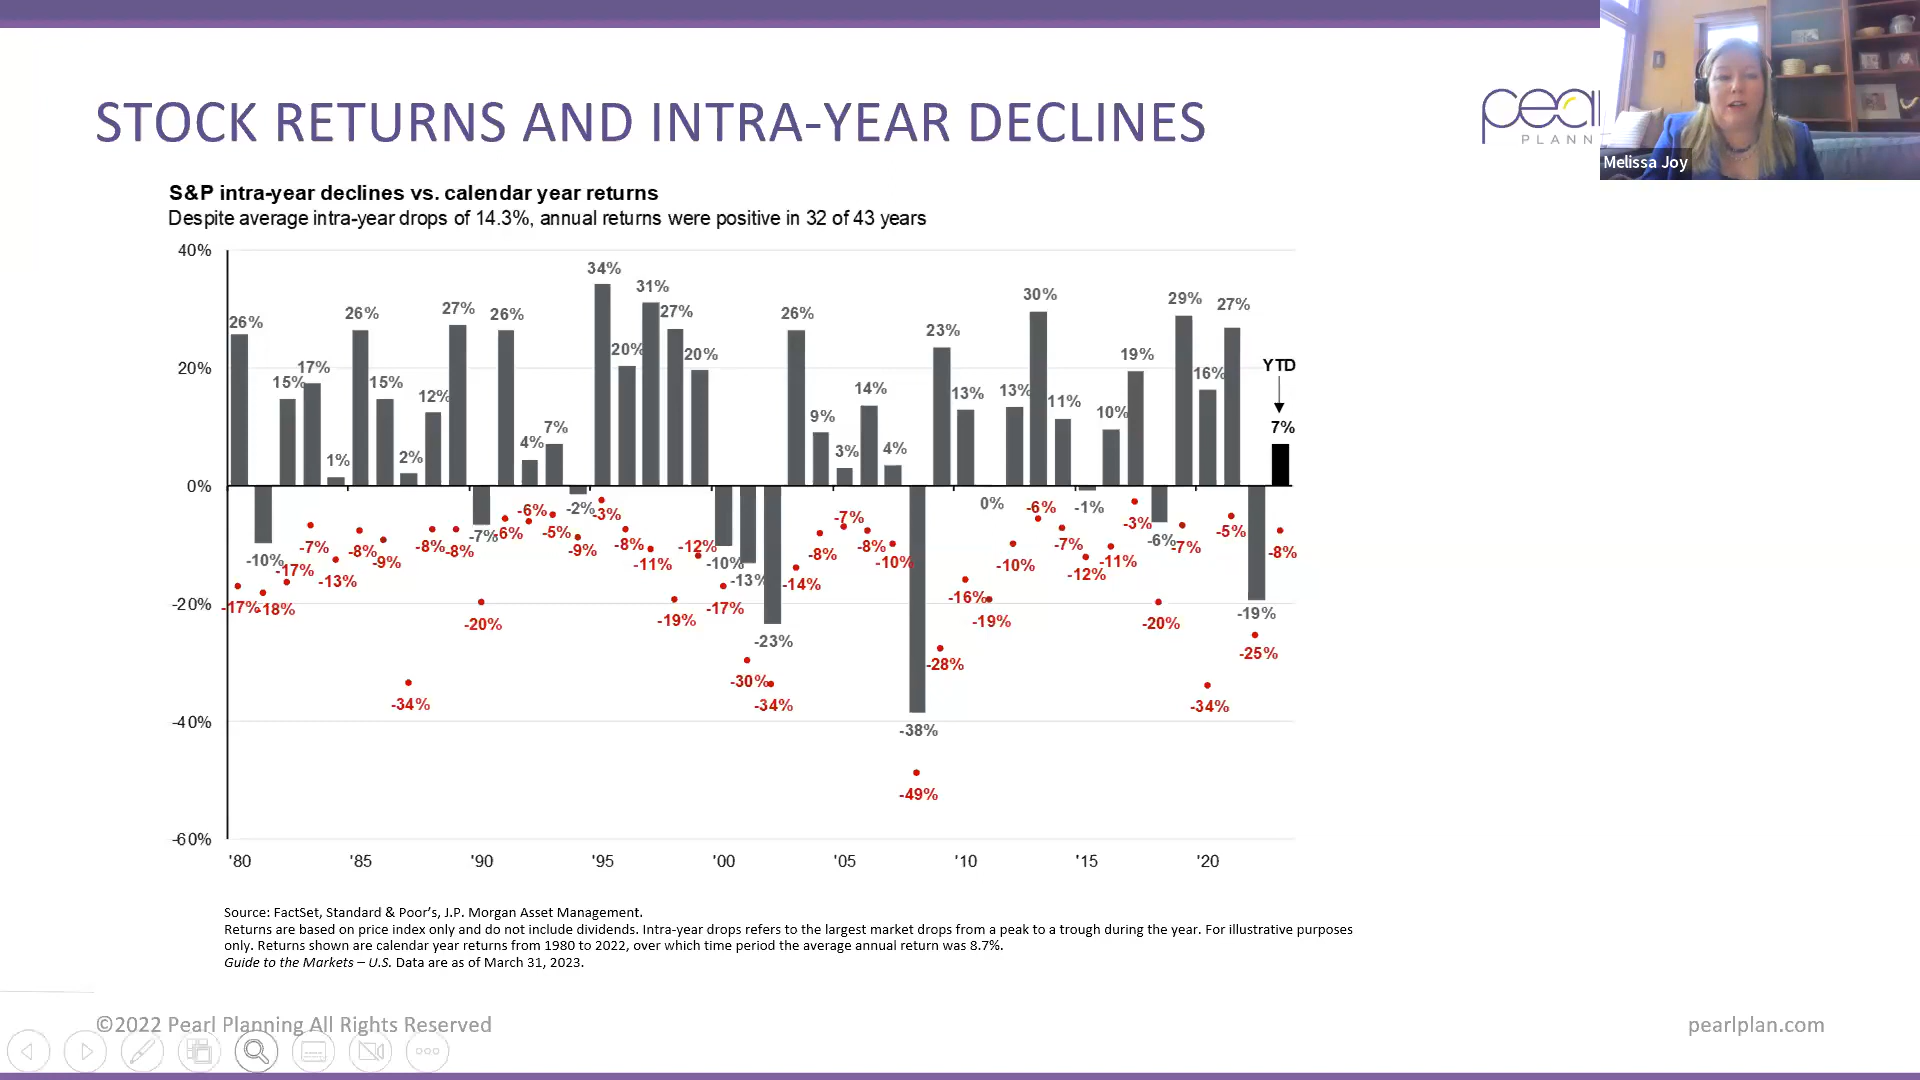 STOCK RETURNS AND INTRA-YEAR DECLINES
PLANN
Melissa Joy
S&P intra-year declines vs. calendar year returns
Despite average intra-year drops of 14.3%, annual returns were positive in 32 of 43 years
40%
20%
0%
-20%
-40%
-60%
26% -10% 15% 17% 1% 26% 15% 2% 12% 27% -7% 26% 4% 7% -2% 34% 20% 31% 27% 20% -10% -13% -23% 26% 9% 3% 14% 4% -38% 23% 13% 0% 13% 30% 11% -1% 10% 19% -6% 29% 16% 27% -19% 7%
YTD
-17% -18% -17% -7% -13% -8% -9% -34% -8% -8% -20% -6% -6% -5% -9% -3% -8% -11% -19% -12% -17% -30% -34% -14% -8% -7% -8% -10% -49% -28% -16% -19% -10% -6% -7% -12% -11% -3% -20% -7% -34% -5% -25% -8%
'80 '85 '90 '95 '00 '05 '10 '15 '20
Source: FactSet, Standard & Poor's, J.P. Morgan Asset Management.
Returns are based on price index only and do not include dividends. Intra-year drops refers to the largest market drops from a peak to a trough during the year. For illustrative purposes
only. Returns shown are calendar year returns from 1980 to 2022, over which time period the average annual return was 8.7%.
Guide to the Markets – U.S. Data are as of March 31, 2023.
©2022 Pearl Planning All Rights Reserved
pearlplan.com